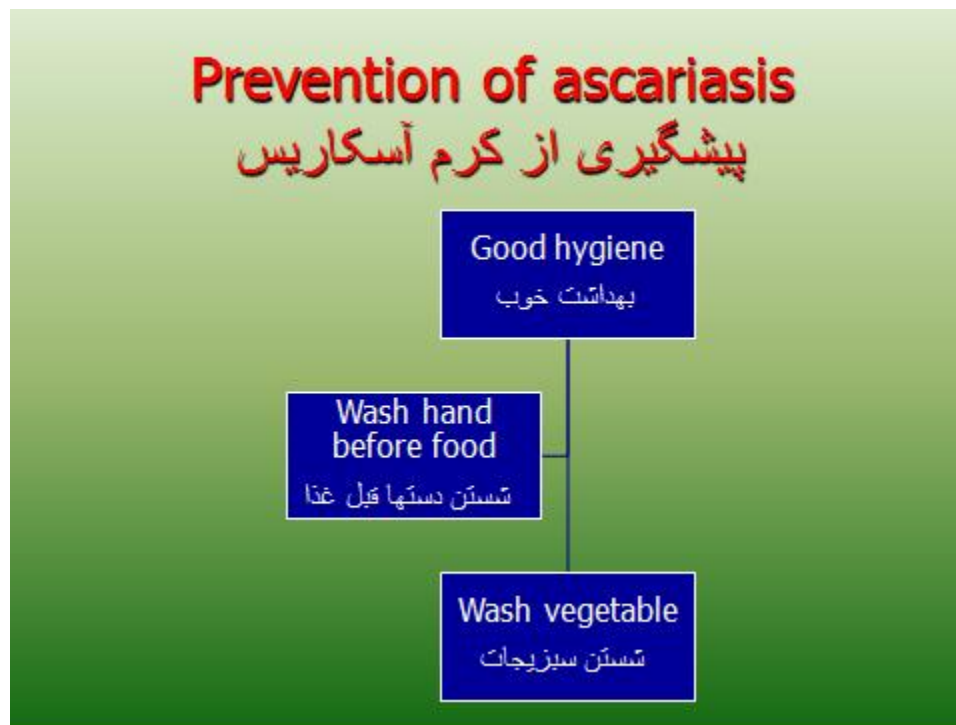 Prevention of ascariasis
پیشگیری از کرم آسکاریس
Good hygiene
بهداشت خوب
Wash hand
before food
شستن دستها قبل غذا
Wash vegetable
شستن سبزیجات